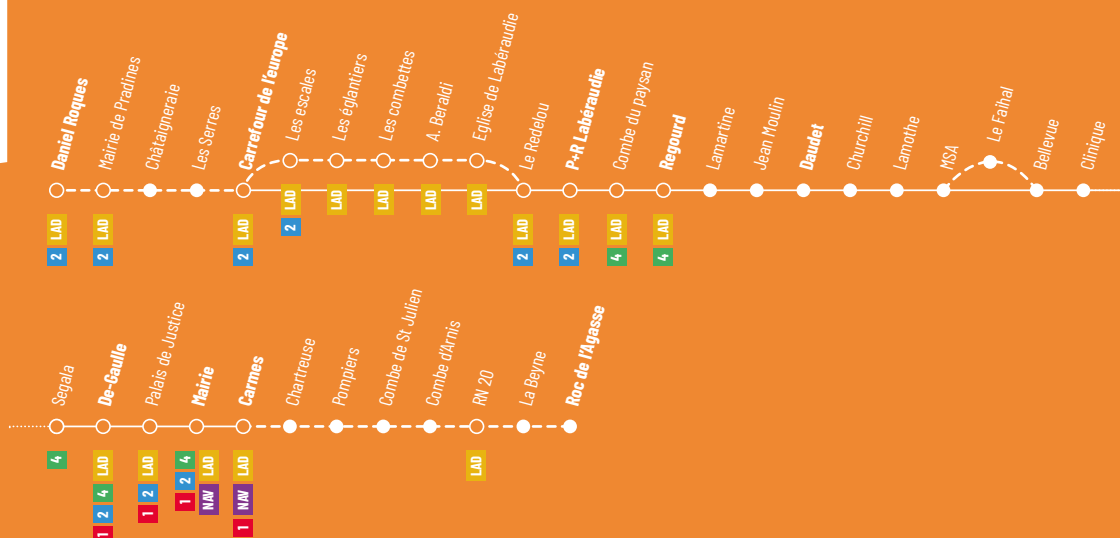 Daniel Roques
Mairie de Pradines
Châtaigneraie
Les Serres
Carrefour de l'europe
Les escales
Les églantiers
Les combettes
A. Beraldi
Eglise de Labéraudie
Le Redelou
P+R Labéraudie
Combe du paysan
Regourd
Lamartine
Jean Moulin
Daudet
Churchill
Lamothe
MSA
Le Faïhal
Bellevue
Clinique
2 LAD
2 LAD
2 LAD
2 LAD
LAD
LAD
LAD
LAD
2 LAD
2 LAD
4 LAD
4 LAD
Segala
De-Gaulle
Palais de Justice
Mairie
Carmes
Chartreuse
Pompiers
Combe de St Julien
Combe d'Arnis
RN 20
La Beyne
Roc de l'Agasse
4
1 2 4 LAD
1 2 LAD
1 2 4
NAV LAD
1 NAV LAD
LAD